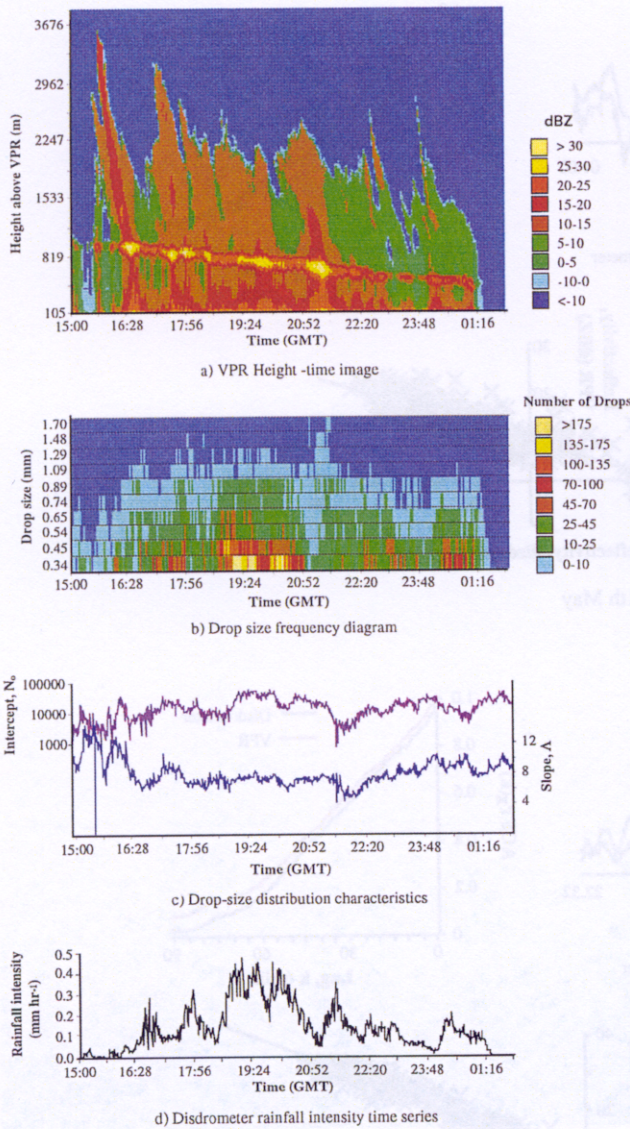 3676
2962
2247
1533
819
105
Height above VPR (m)
15:00 16:28 17:56 19:24 20:52 22:20 23:48 01:16
Time (GMT)
dBZ
> 30
25-30
20-25
15-20
10-15
5-10
0-5
-10-0
<-10
a) VPR Height -time image
Number of Drops
>175
135-175
100-135
70-100
45-70
25-45
10-25
0-10
1.70
1.48
1.29
1.09
0.89
0.74
0.65
0.54
0.45
0.34
Drop size (mm)
15:00 16:28 17:56 19:24 20:52 22:20 23:48 01:16
Time (GMT)
b) Drop size frequency diagram
100000
10000
1000
Intercept, Nₒ
12
8
4
Slope, Λ
15:00 16:28 17:56 19:24 20:52 22:20 23:48 01:16
Time (GMT)
c) Drop-size distribution characteristics
0.5
0.4
0.3
0.2
0.1
0.0
Rainfall intensity
(mm hr⁻¹)
15:00 16:28 17:56 19:24 20:52 22:20 23:48 01:16
Time (GMT)
d) Disdrometer rainfall intensity time series